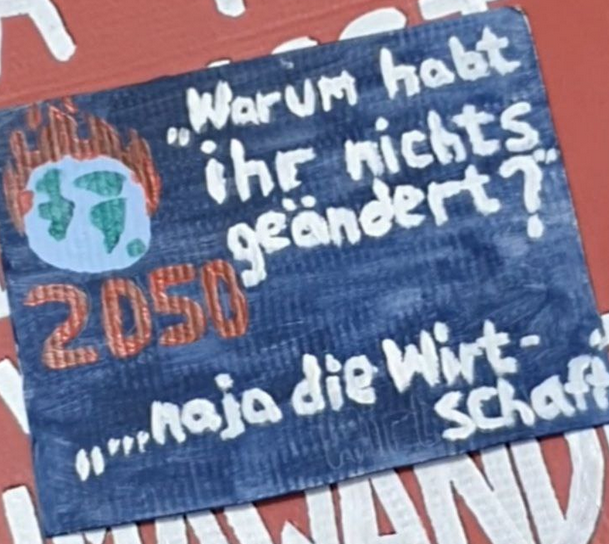 „Warum habt
ihr nichts
geändert?"
2050
„...naja die Wirt-
schaft